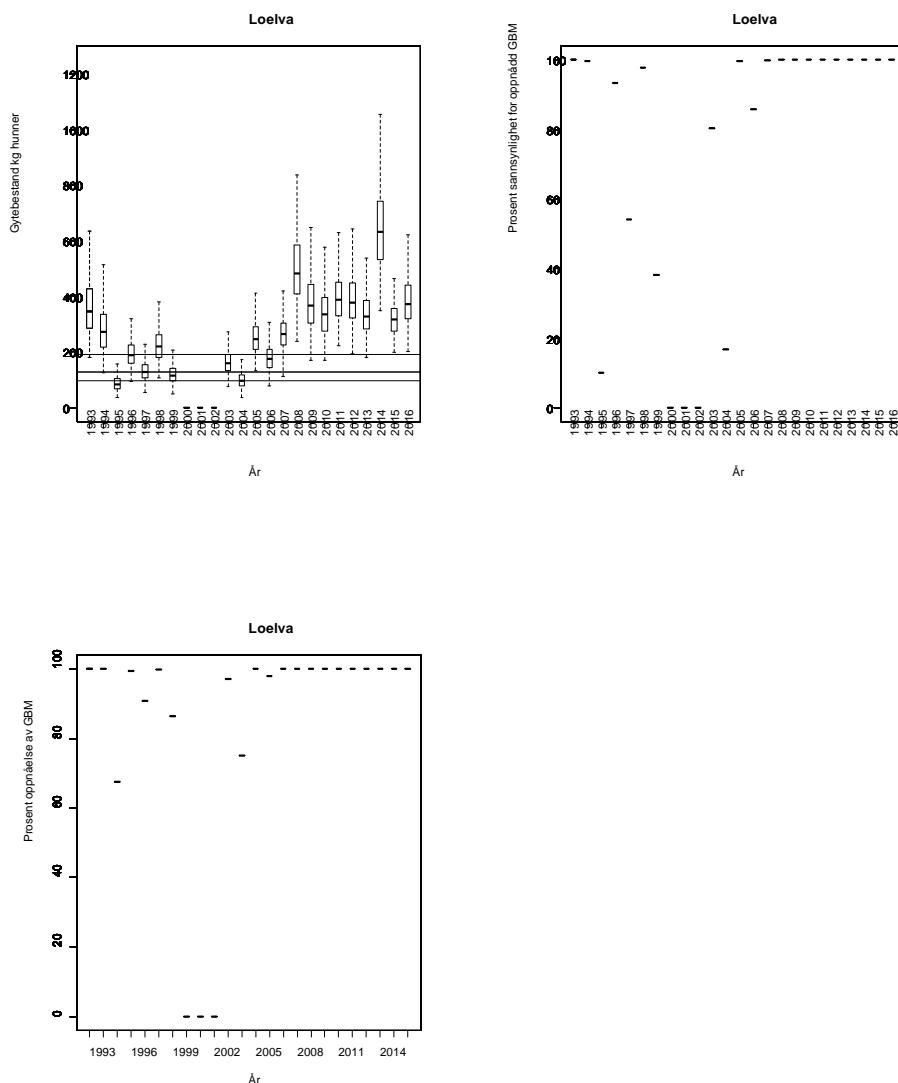 Loelva
Gytebestand kg hunner
1200
1000
800
600
400
200
0
1993 1994 1995 1996 1997 1998 1999 2000 2001 2002 2003 2004 2005 2006 2007 2008 2009 2010 2011 2012 2013 2014 2015 2016
År
Loelva
Prosent sannsynlighet for oppnådd GBM
100
80
60
40
20
0
1993 1994 1995 1996 1997 1998 1999 2000 2001 2002 2003 2004 2005 2006 2007 2008 2009 2010 2011 2012 2013 2014 2015 2016
År
Loelva
Prosent oppnåelse av GBM
100
80
60
40
20
0
1993 1996 1999 2002 2005 2008 2011 2014
År